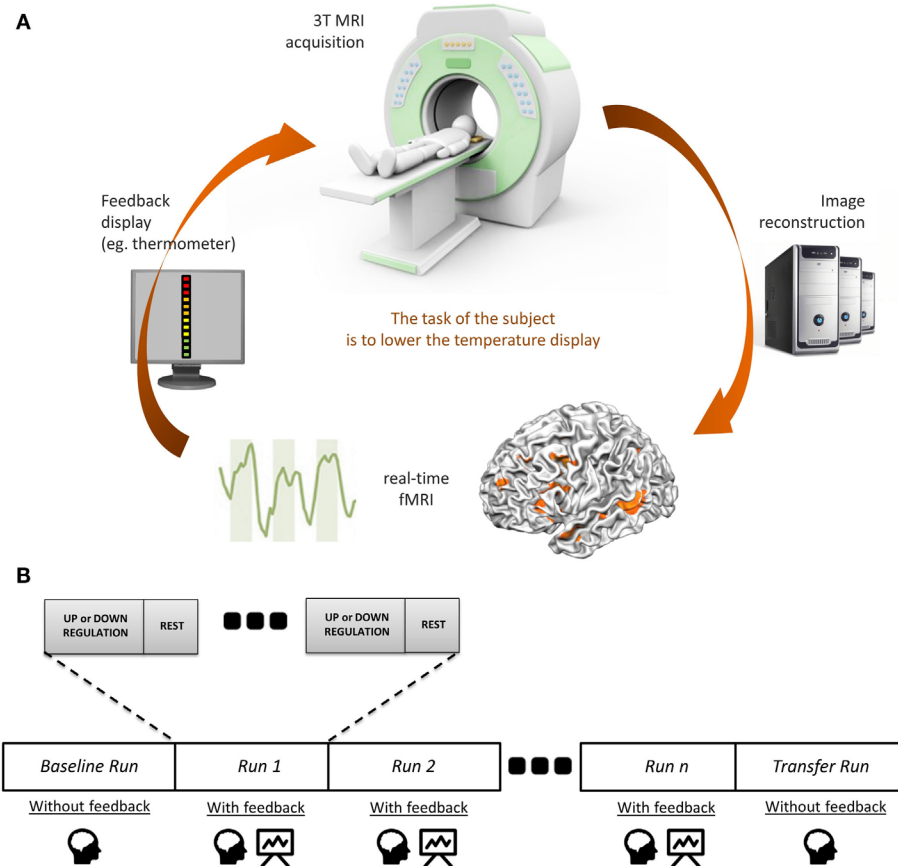 A
3T MRI
acquisition
Feedback
display
(eg. thermometer)
Image
reconstruction
The task of the subject
is to lower the temperature display
real-time
fMRI
B
UP or DOWN
REGULATION
REST
UP or DOWN
REGULATION
REST
Baseline Run
Run 1
Run 2
Run n
Transfer Run
Without feedback
With feedback
With feedback
With feedback
Without feedback